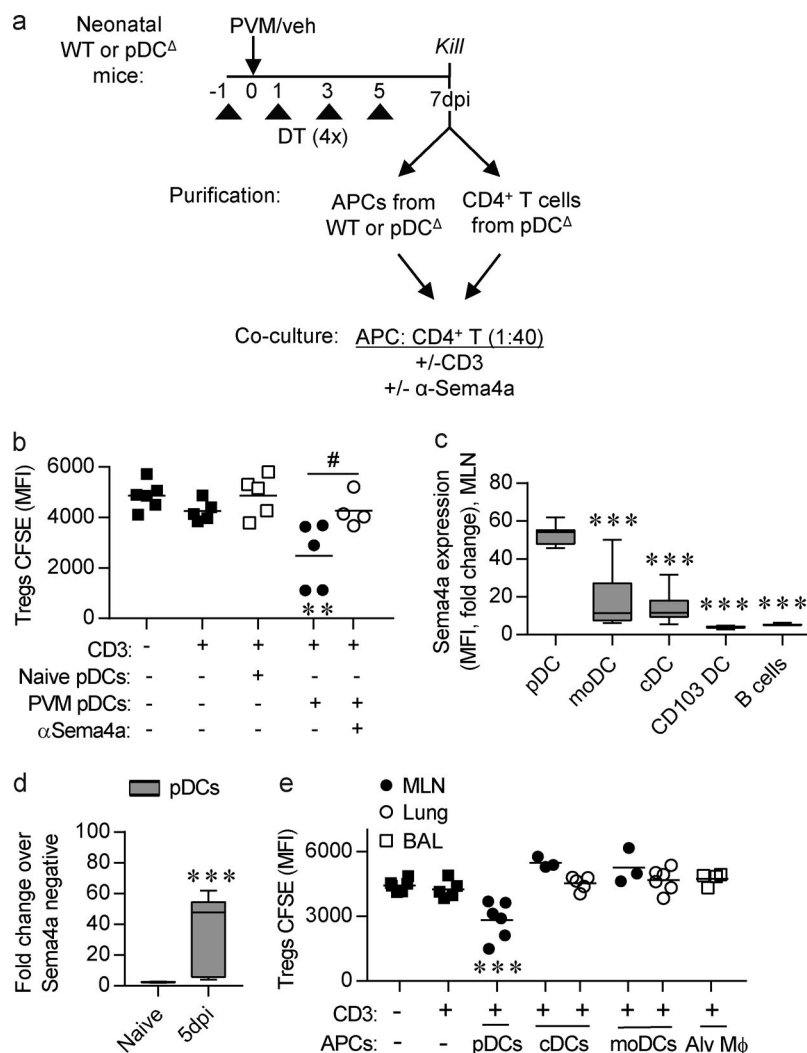 a
Neonatal
WT or pDCΔ
mice:
PVM/veh
Kill
-1 0 1 3 5 7dpi
DT (4x)
Purification:
APCs from
WT or pDCΔ
CD4+ T cells
from pDCΔ
Co-culture:
APC: CD4+ T (1:40)
+/-CD3
+/- α-Sema4a
b
Tregs CFSE (MFI)
6000
4000
2000
0
#
**
CD3: - + + + +
Naive pDCs: - - + - -
PVM pDCs: - - - + +
αSema4a: - - - - +
c
Sema4a expression
(MFI, fold change), MLN
80
60
40
20
0
***
***
***
***
pDC
moDC
cDC
CD103 DC
B cells
d
pDCs
Fold change over
Sema4a negative
100
80
60
40
20
0
***
Naive
5dpi
e
MLN
Lung
BAL
Tregs CFSE (MFI)
6000
3000
0
***
CD3: - + + + + + + +
APCs: - - pDCs cDCs moDCs Alv Mϕ